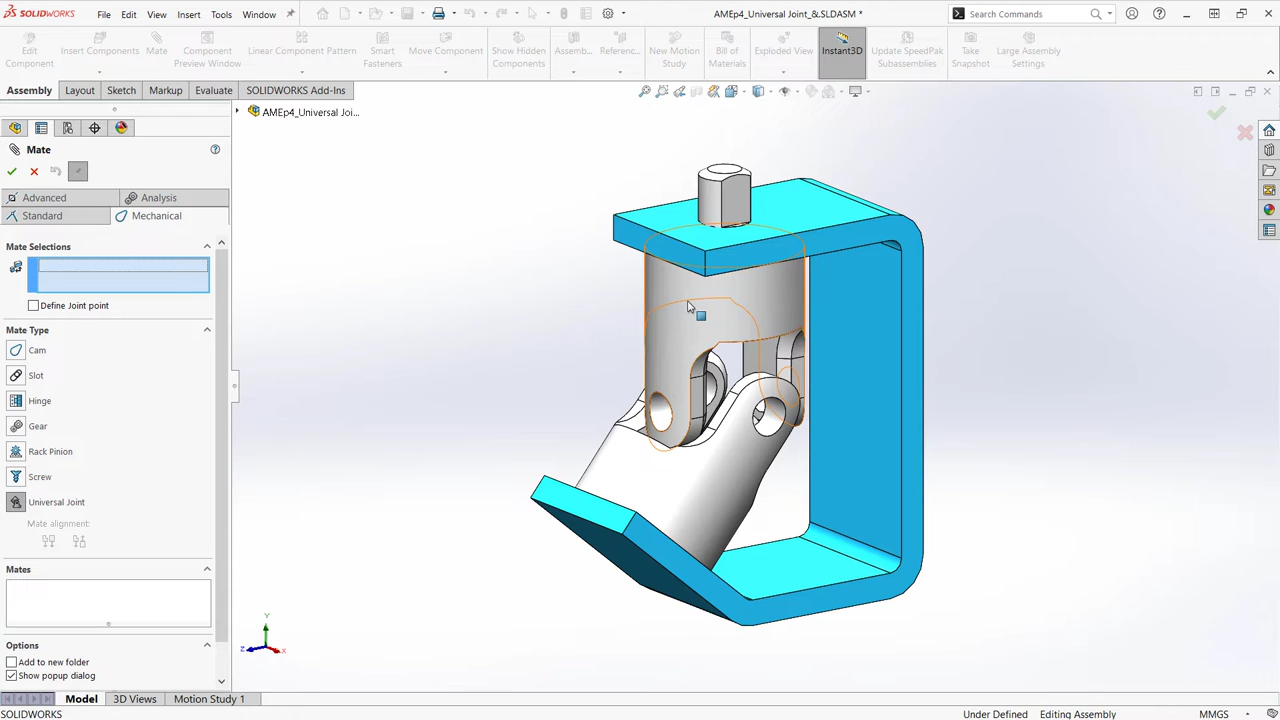 SOLIDWORKS
File Edit View Insert Tools Window
AMEp4_Universal Joint_&.SLDASM *
Search Commands
Edit Component
Insert Components
Mate
Component Preview Window
Linear Component Pattern
Smart Fasteners
Move Component
Show Hidden Components
Assemb...
Referenc...
New Motion Study
Bill of Materials
Exploded View
Instant3D
Update SpeedPak Subassemblies
Take Snapshot
Large Assembly Settings
Assembly Layout Sketch Markup Evaluate SOLIDWORKS Add-Ins
AMEp4_Universal Joi...
Mate
Advanced Analysis
Standard Mechanical
Mate Selections
Define Joint point
Mate Type
Cam
Slot
Hinge
Gear
Rack Pinion
Screw
Universal Joint
Mate alignment:
Mates
Options
Add to new folder
Show popup dialog
Y
Z
X
Model 3D Views Motion Study 1
SOLIDWORKS
Under Defined Editing Assembly MMGS